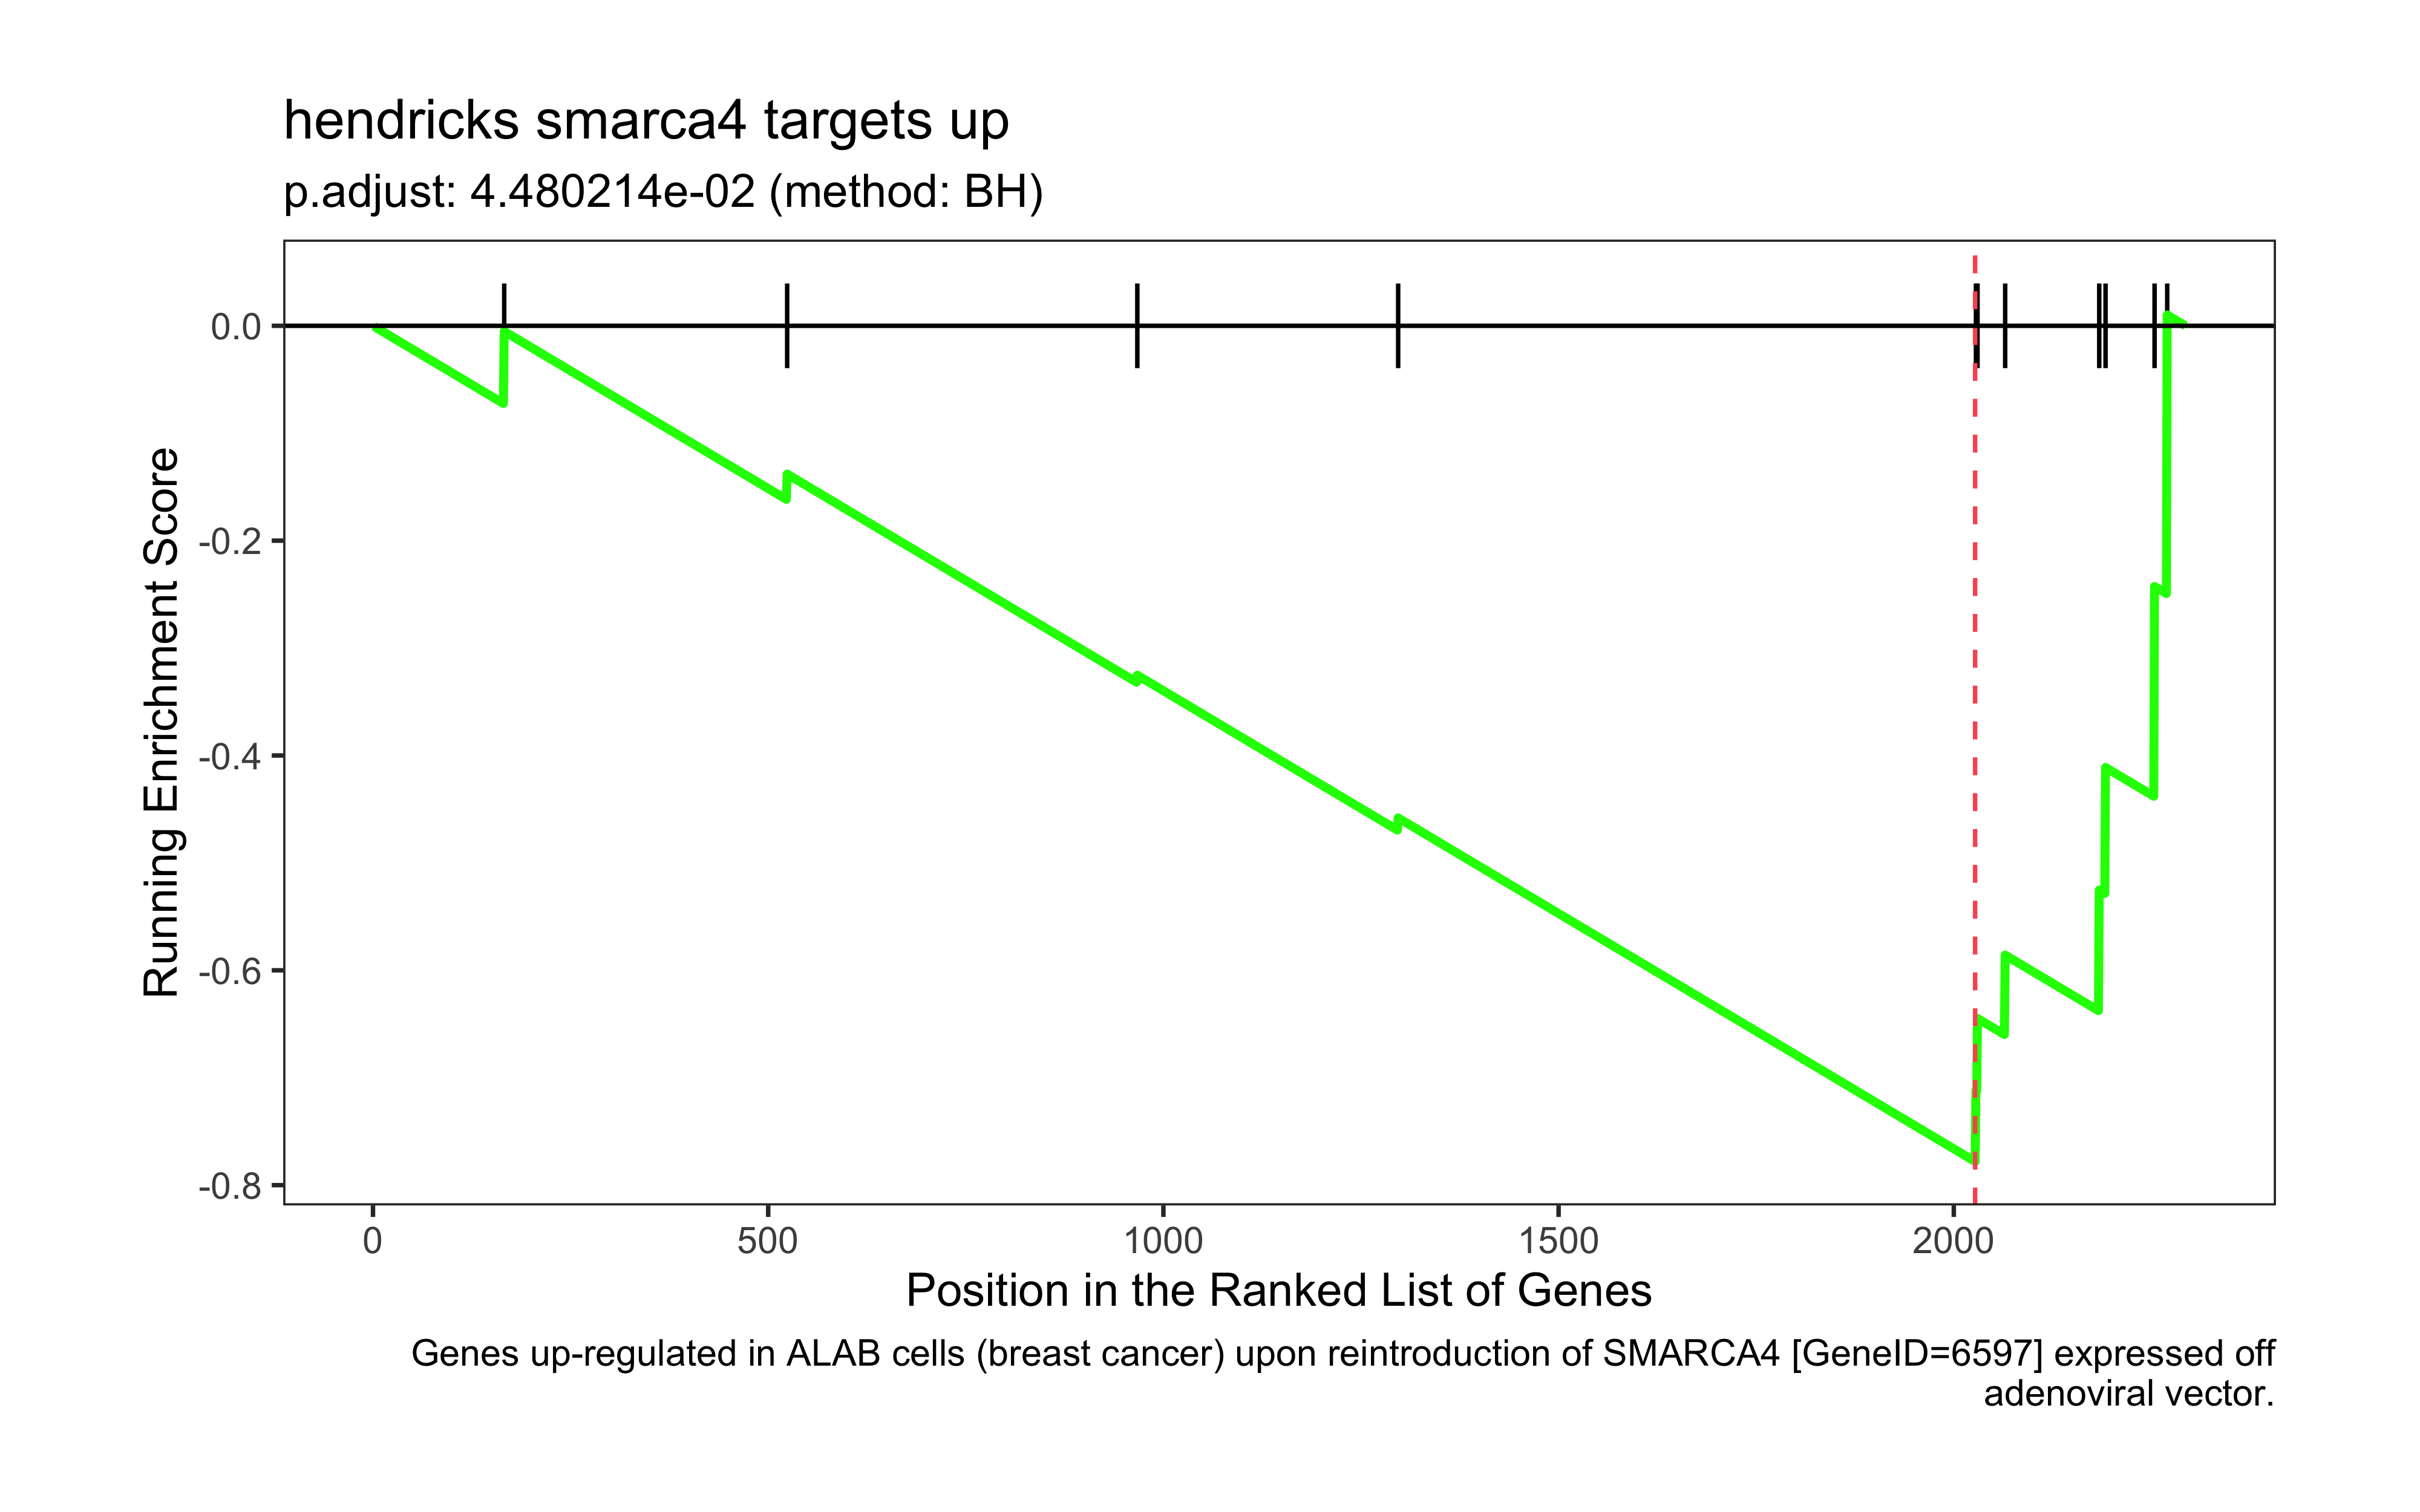 hendricks smarca4 targets up
p.adjust: 4.480214e-02 (method: BH)
Running Enrichment Score
0.0
-0.2
-0.4
-0.6
-0.8
0
500
1000
1500
2000
Position in the Ranked List of Genes
Genes up-regulated in ALAB cells (breast cancer) upon reintroduction of SMARCA4 [GeneID=6597] expressed off
adenoviral vector.